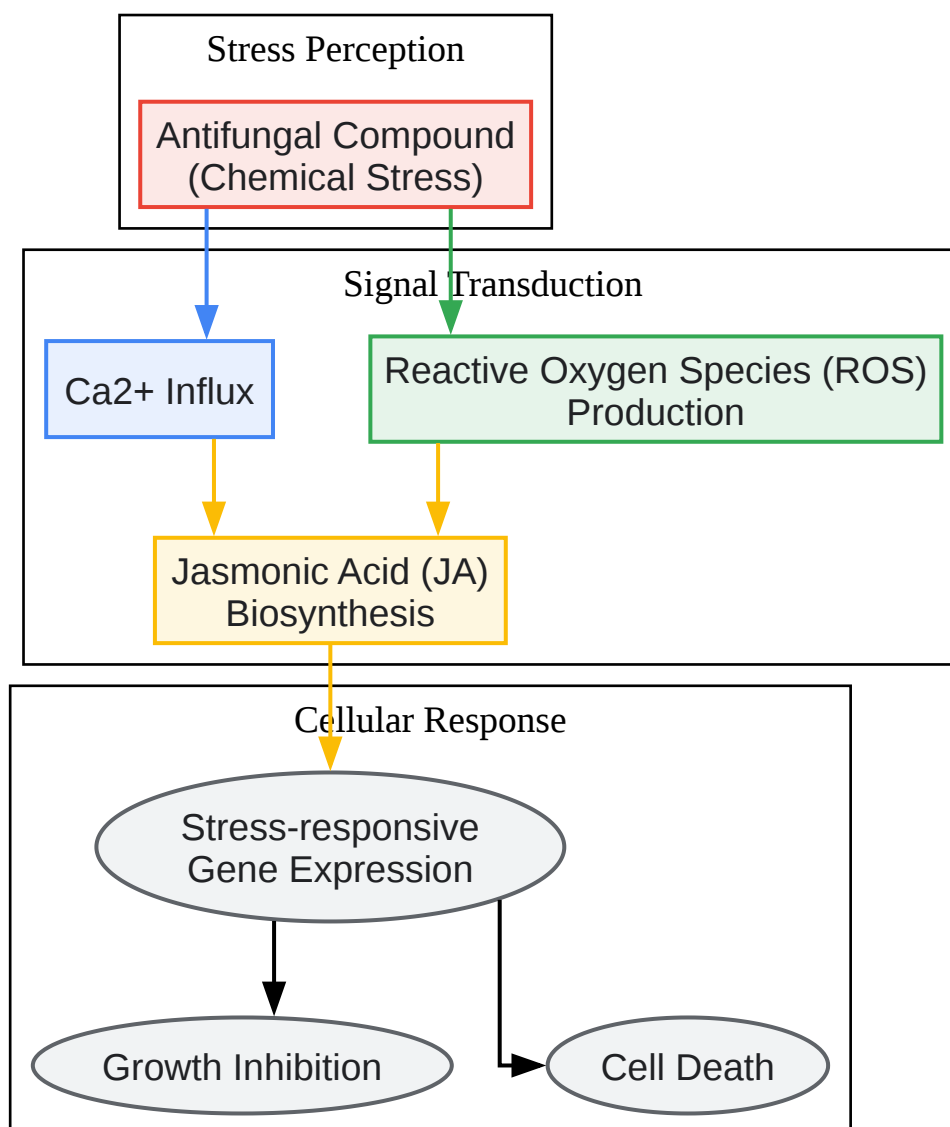 Stress Perception
Antifungal Compound
(Chemical Stress)
Signal Transduction
Ca2+ Influx
Reactive Oxygen Species (ROS)
Production
Jasmonic Acid (JA)
Biosynthesis
Cellular Response
Stress-responsive
Gene Expression
Growth Inhibition
Cell Death